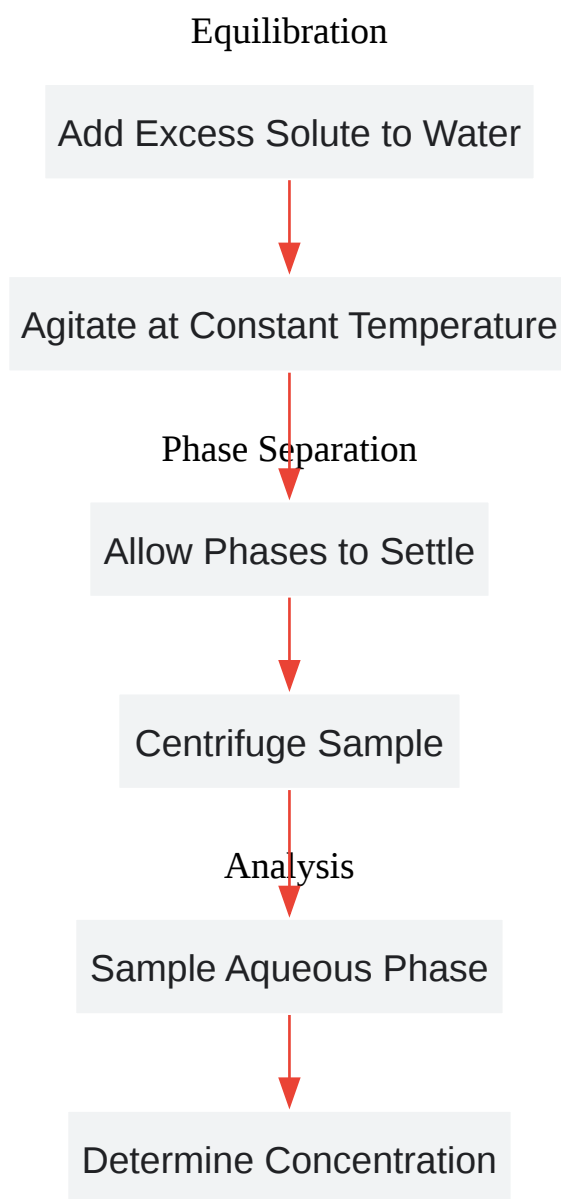 Equilibration
Add Excess Solute to Water
Agitate at Constant Temperature
Phase Separation
Allow Phases to Settle
Centrifuge Sample
Analysis
Sample Aqueous Phase
Determine Concentration